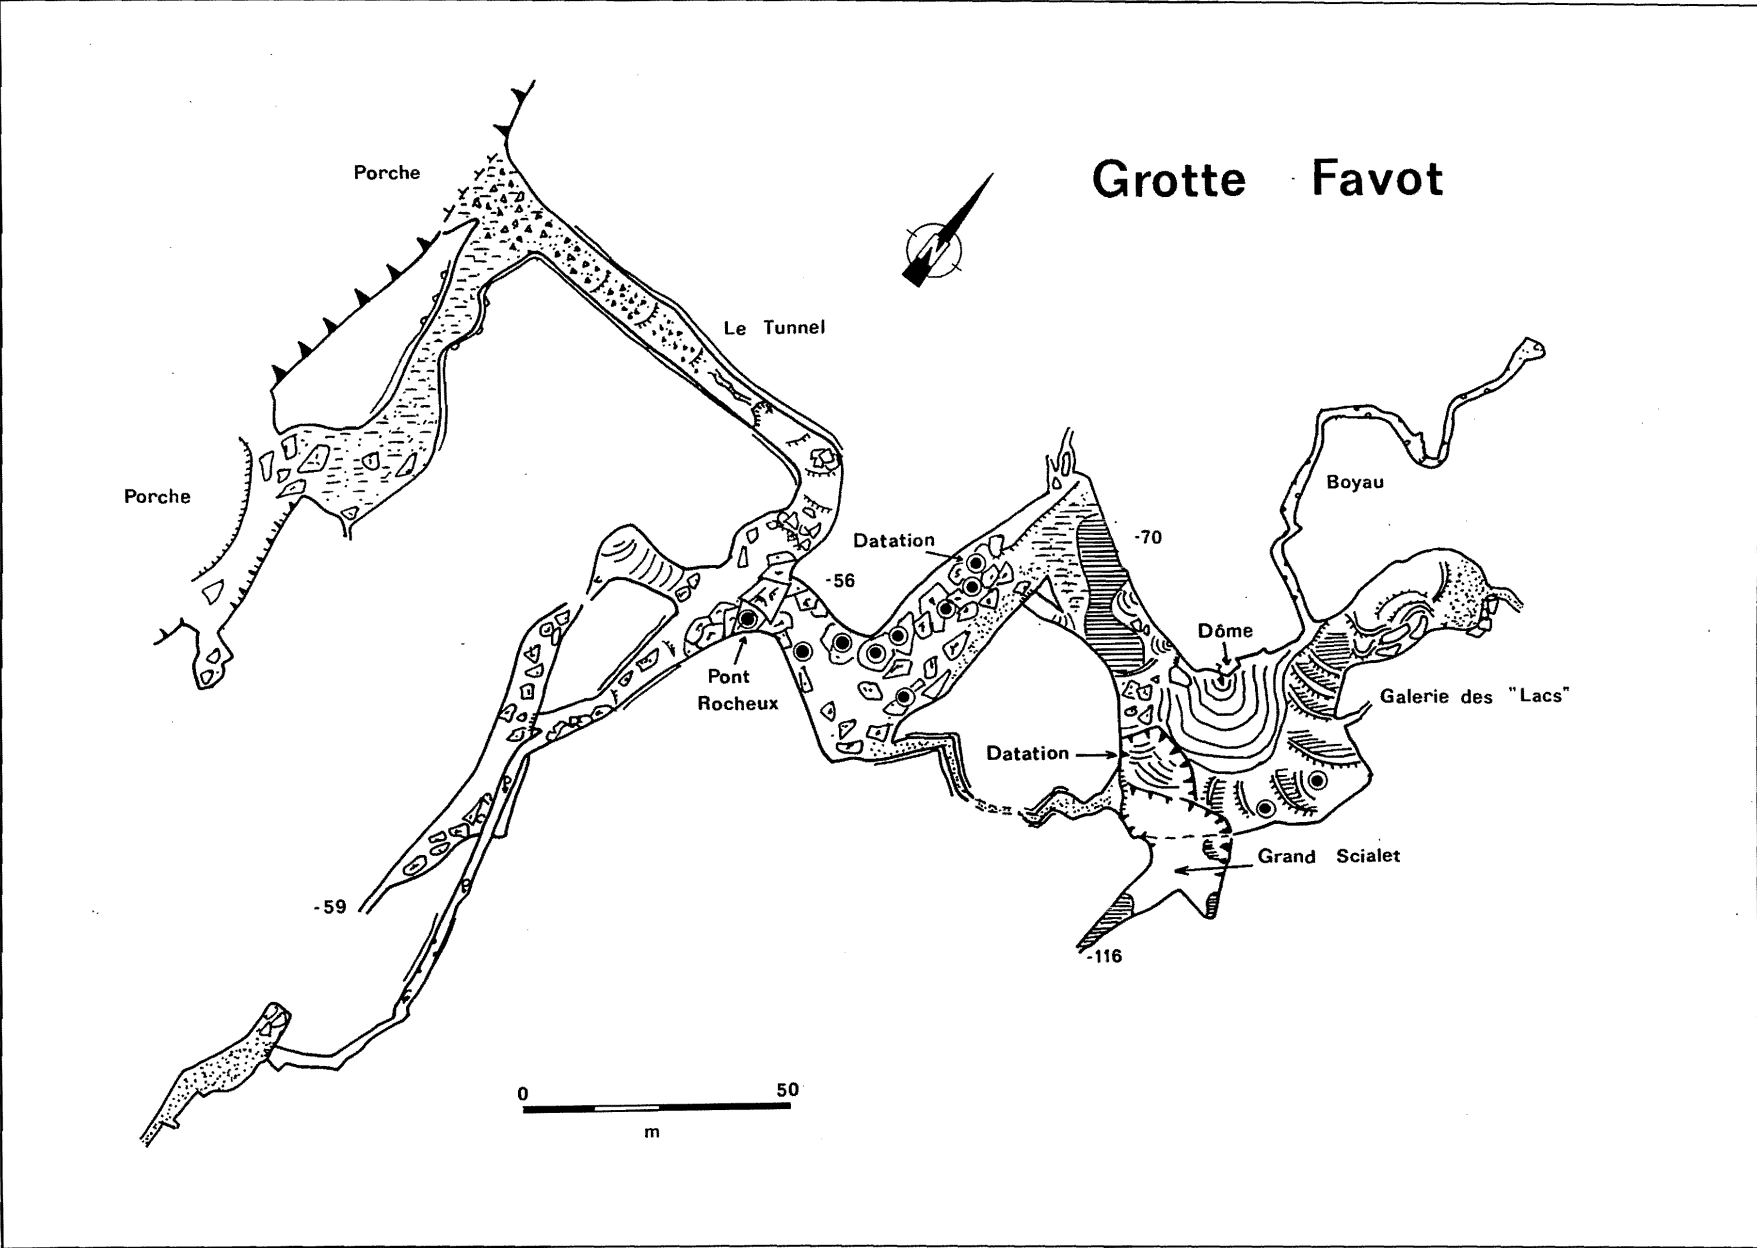 Grotte Favot
Porche
N
Le Tunnel
Porche
Boyau
Datation
-70
-56
Dôme
Pont
Rocheux
Galerie des "Lacs"
Datation
Grand Scialet
-59
-116
0 50
m